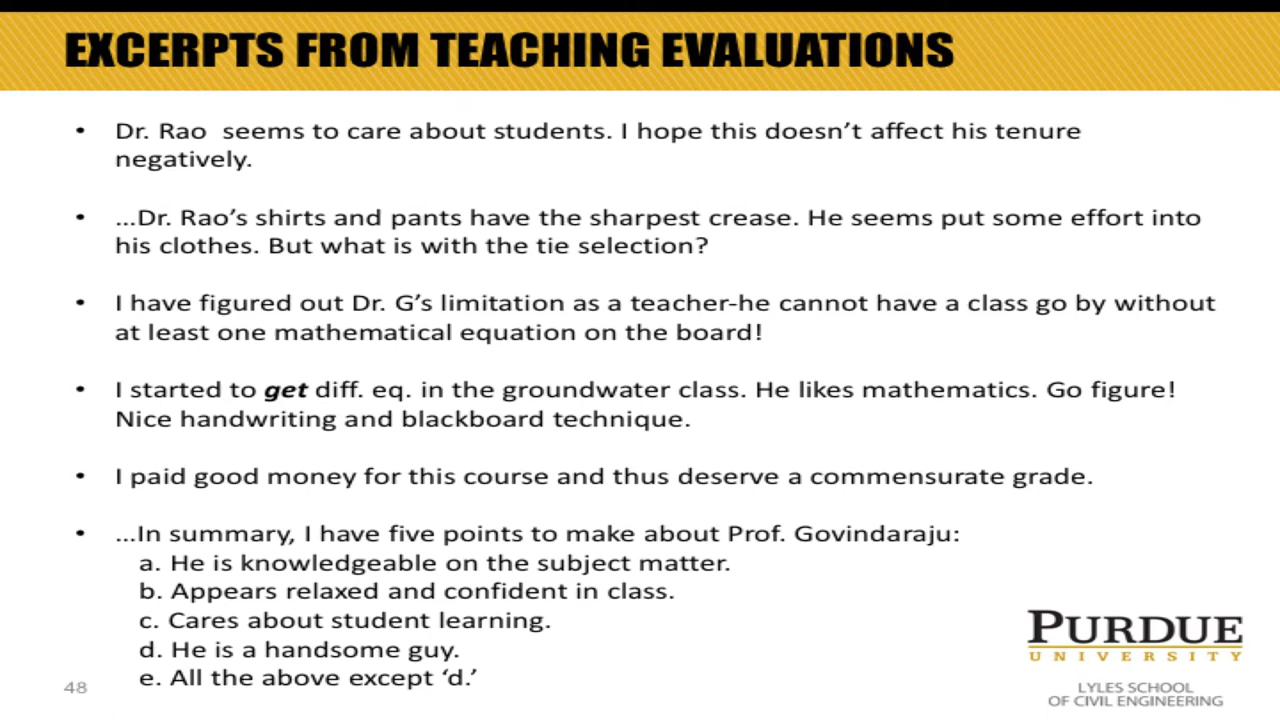 EXCERPTS FROM TEACHING EVALUATIONS
• Dr. Rao seems to care about students. I hope this doesn’t affect his tenure
negatively.
• …Dr. Rao’s shirts and pants have the sharpest crease. He seems put some effort into
his clothes. But what is with the tie selection?
• I have figured out Dr. G’s limitation as a teacher-he cannot have a class go by without
at least one mathematical equation on the board!
• I started to get diff. eq. in the groundwater class. He likes mathematics. Go figure!
Nice handwriting and blackboard technique.
• I paid good money for this course and thus deserve a commensurate grade.
• …In summary, I have five points to make about Prof. Govindaraju:
a. He is knowledgeable on the subject matter.
b. Appears relaxed and confident in class.
c. Cares about student learning.
d. He is a handsome guy.
e. All the above except ‘d.’
48
PURDUE
UNIVERSITY
LYLES SCHOOL
OF CIVIL ENGINEERING